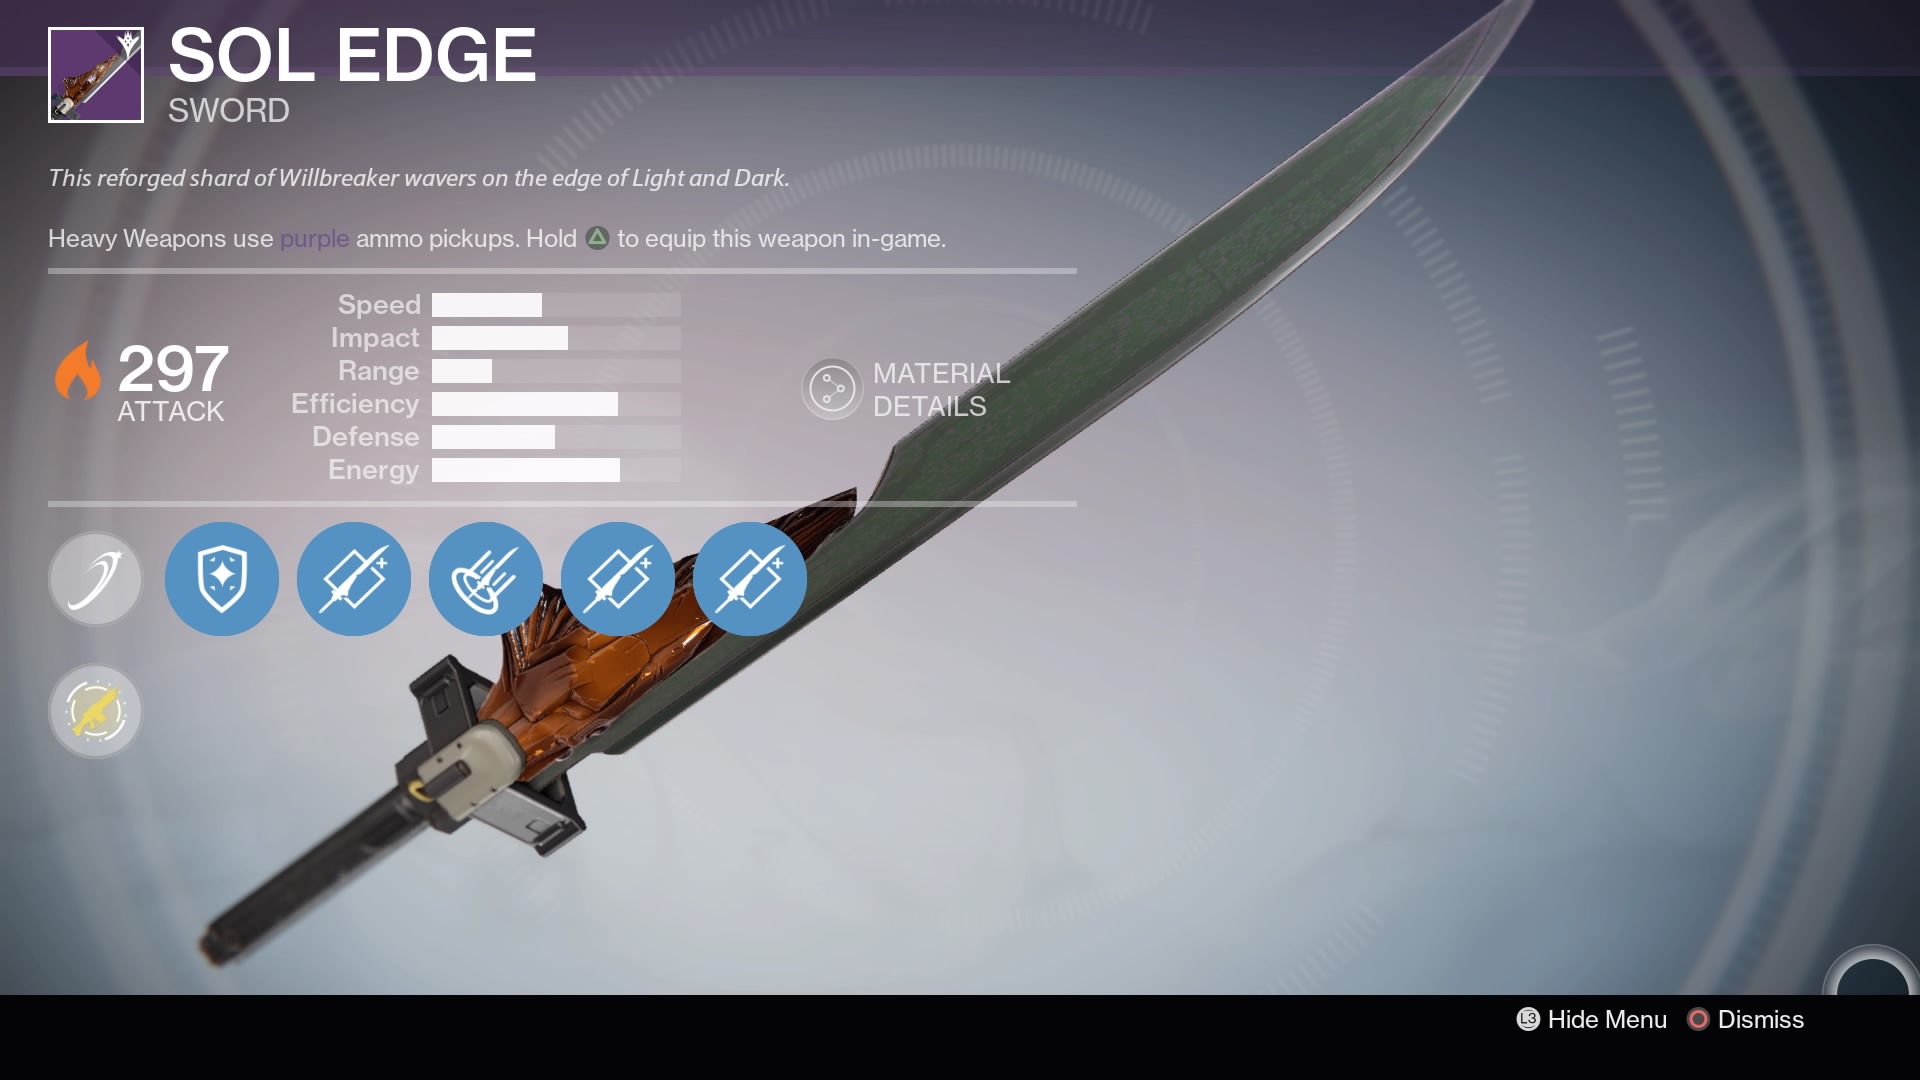 SOL EDGE
SWORD
This reforged shard of Willbreaker wavers on the edge of Light and Dark.
Heavy Weapons use purple ammo pickups. Hold to equip this weapon in-game.
297
ATTACK
Speed
Impact
Range
Efficiency
Defense
Energy
MATERIAL
DETAILS
L3 Hide Menu Dismiss